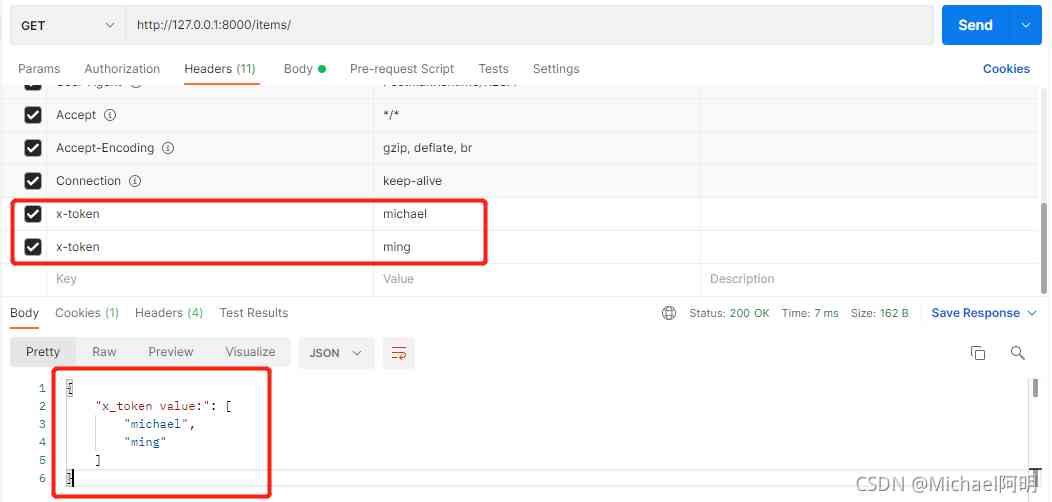 GET http://127.0.0.1:8000/items/ Send
Params Authorization Headers (11) Body Pre-request Script Tests Settings Cookies
Accept */*
Accept-Encoding gzip, deflate, br
Connection keep-alive
x-token michael
x-token ming
Key Value Description
Body Cookies (1) Headers (4) Test Results Status: 200 OK Time: 7 ms Size: 162 B Save Response
Pretty Raw Preview Visualize JSON
1 {
2 "x_token value:": [
3 "michael",
4 "ming"
5 ]
6 }
CSDN @Michael阿明